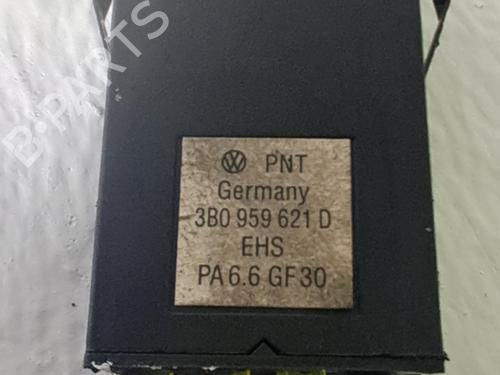 B-PARTS
PNT
Germany
3B0 959 621 D
EHS
PA 6.6 GF 30